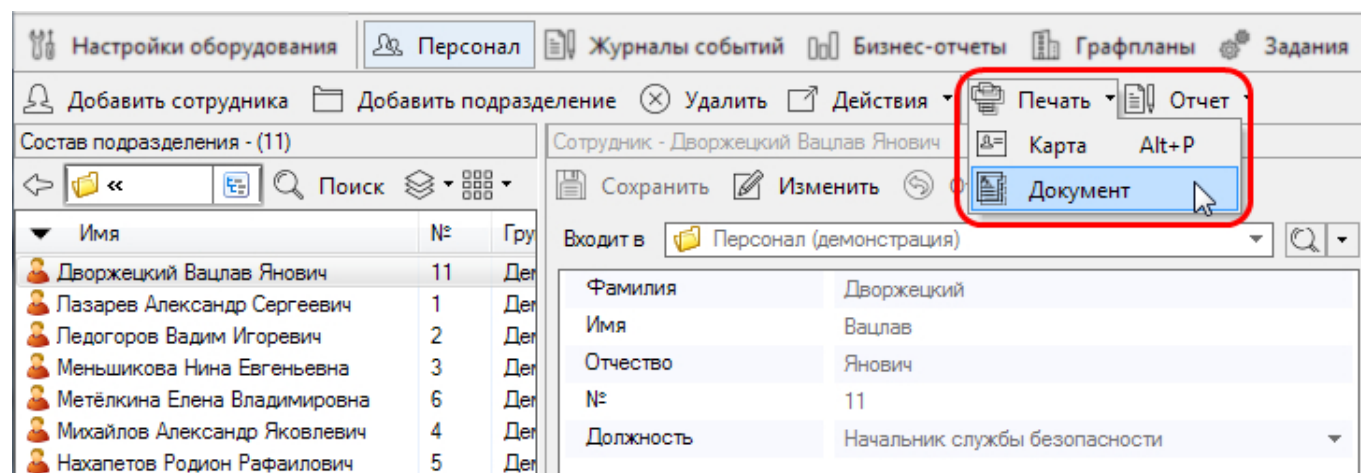 Настройки оборудования Персонал Журналы событий Бизнес-отчеты Графпланы Задания
Добавить сотрудника Добавить подразделение Удалить Действия Печать Отчет
Состав подразделения - (11) Сотрудник - Дворжецкий Вацлав Янович Карта Alt+P
« Поиск Сохранить Изменить Документ
Имя № Гру Входит в Персонал (демонстрация)
Дворжецкий Вацлав Янович 11 Дем Фамилия Дворжецкий
Лазарев Александр Сергеевич 1 Дем Имя Вацлав
Ледогоров Вадим Игоревич 2 Дем
Меньшикова Нина Евгеньевна 3 Дем Отчество Янович
Метёлкина Елена Владимировна 6 Дем № 11
Михайлов Александр Яковлевич 4 Дем Должность Начальник службы безопасности
Нахапетов Родион Рафаилович 5 Дем